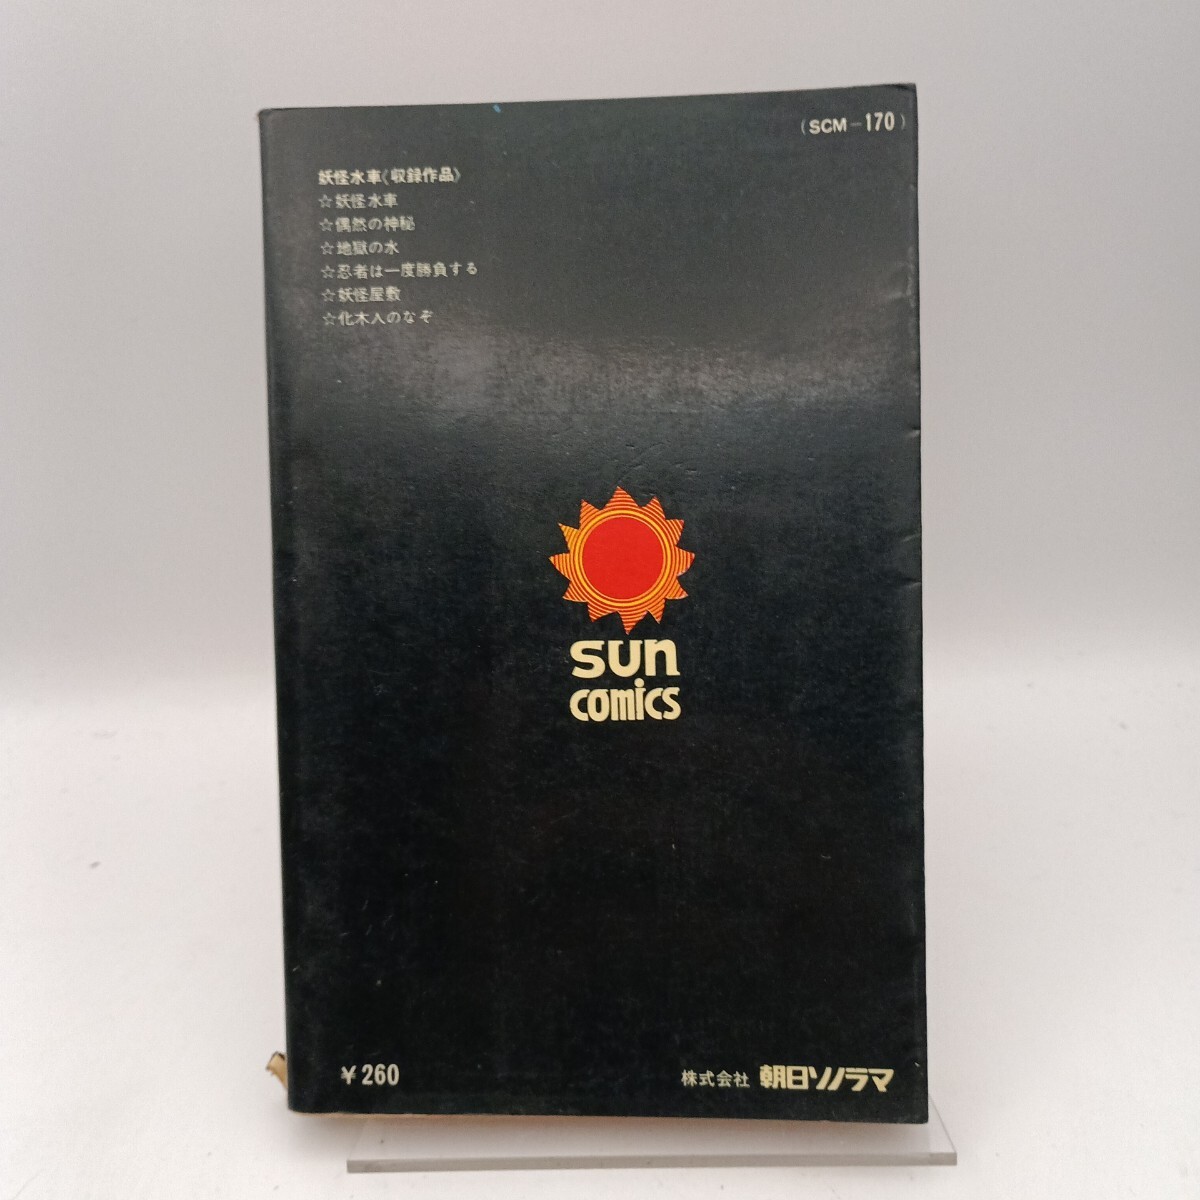 (SCM-170)
妖怪水車《収録作品》
☆妖怪水車
☆偶然の神秘
☆地獄の水
☆忍者は一度勝負する
☆妖怪屋敷
☆化木人のなぞ
sun
comics
¥260
株式会社 朝日ソノラマ